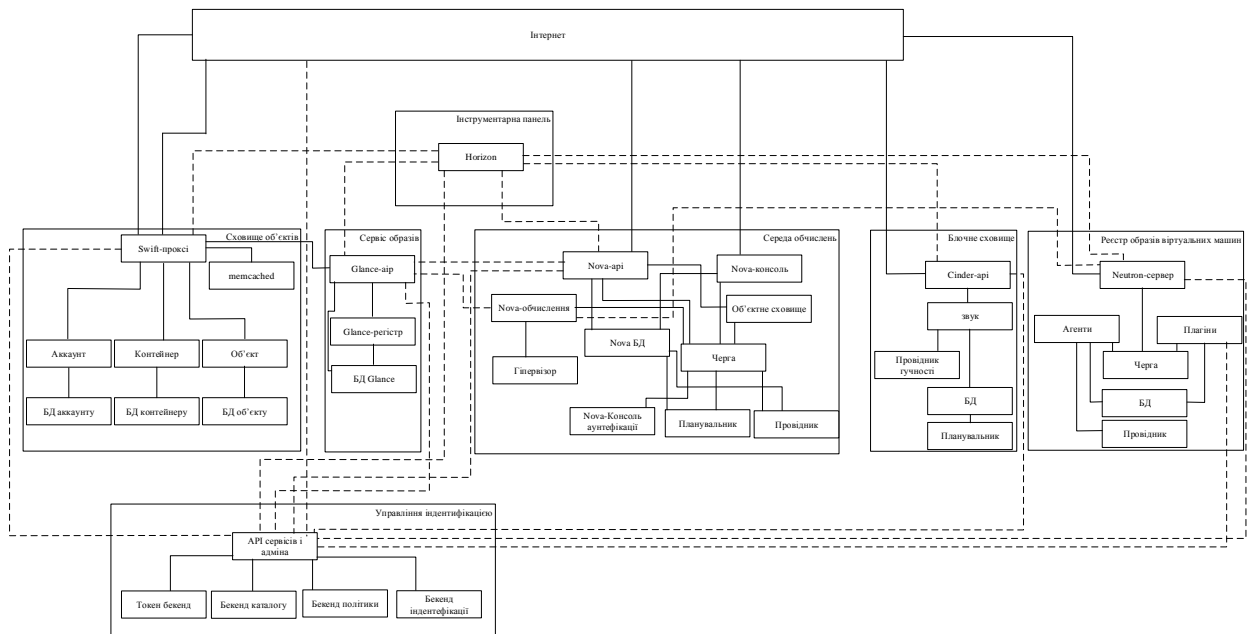 Інтернет
Інструментарна панель
Horizon
Сховище об’єктів
Swift-проксі
memcached
Аккаунт
Контейнер
Об’єкт
БД аккаунту
БД контейнеру
БД об’єкту
Сервіс образів
Glance-aip
Glance-регістр
БД Glance
Середа обчислень
Nova-api
Nova-консоль
Nova-обчислення
Об’єктне сховище
Nova БД
Черга
Гіпервізор
Nova-Консоль
аунтефікації
Планувальник
Провідник
Блочне сховище
Cinder-api
звук
Провідник
гучності
БД
Планувальник
Реєстр образів віртуальних машин
Neutron-сервер
Агенти
Плагіни
Черга
БД
Провідник
Управління індентифікацією
АРІ сервісів і
адміна
Токен бекенд
Бекенд каталогу
Бекенд політики
Бекенд
індентефікації